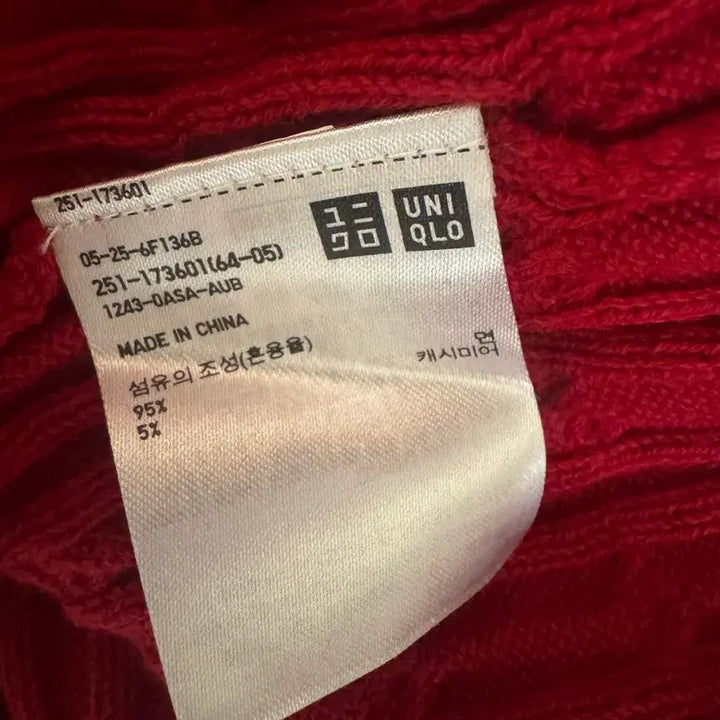 251-173601
ユニ
クロ
UNI
QLO
05-25-6F136B
251-173601(64-05)
1243-0ASA-AUB
MADE IN CHINA
섬유의 조성(혼용율)
95% 면
5% 캐시미어